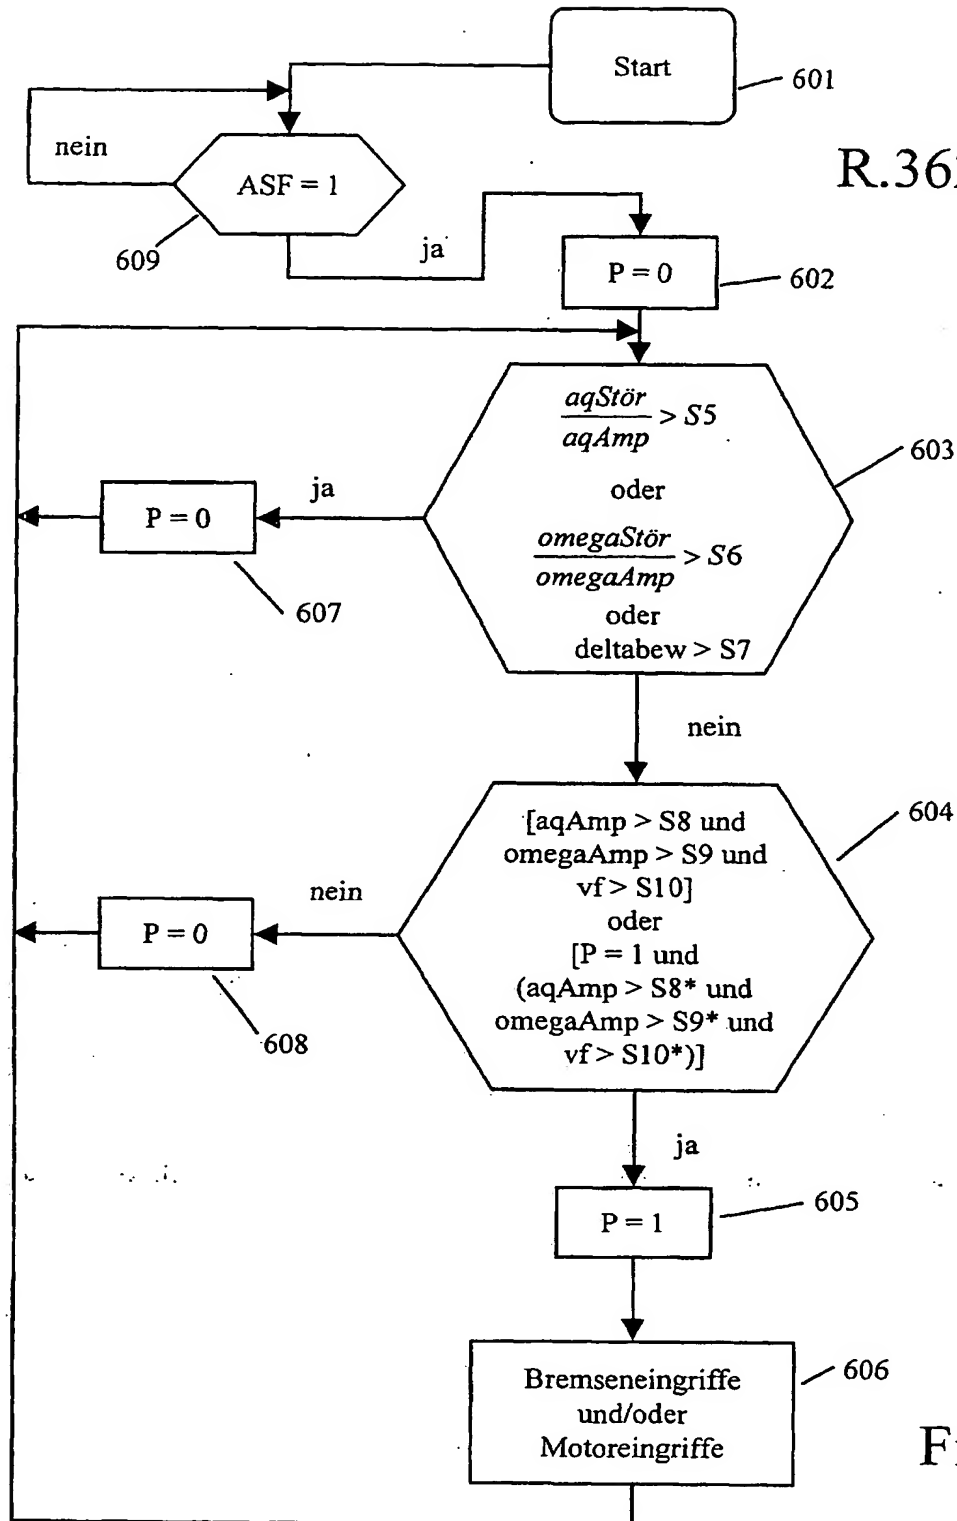 Start
601
nein
R.36
ASF = 1
609
ja
P = 0
602
aqStör
aqAmp
> S5
603
oder
ja
P = 0
omegaStör
omegaAmp
> S6
607
oder
deltabew > S7
nein
604
[aqAmp > S8 und
omegaAmp > S9 und
vf > S10]
nein
oder
P = 0
[P = 1 und
(aqAmp > S8* und
omegaAmp > S9* und
608
vf > S10*)]
ja
605
P = 1
606
Bremseneingriffe
und/oder
Motoreingriffe